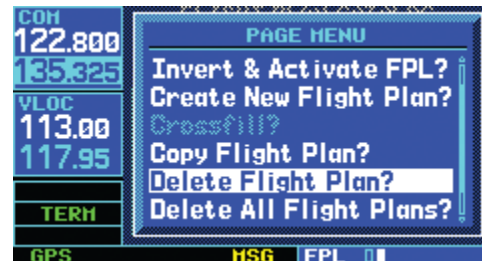 COM
122.800
135.325
VLOC
113.00
117.95
TERM
GPS
PAGE MENU
Invert & Activate FPL?
Create New Flight Plan?
Crossfill?
Copy Flight Plan?
Delete Flight Plan?
Delete All Flight Plans?
MSG
FPL